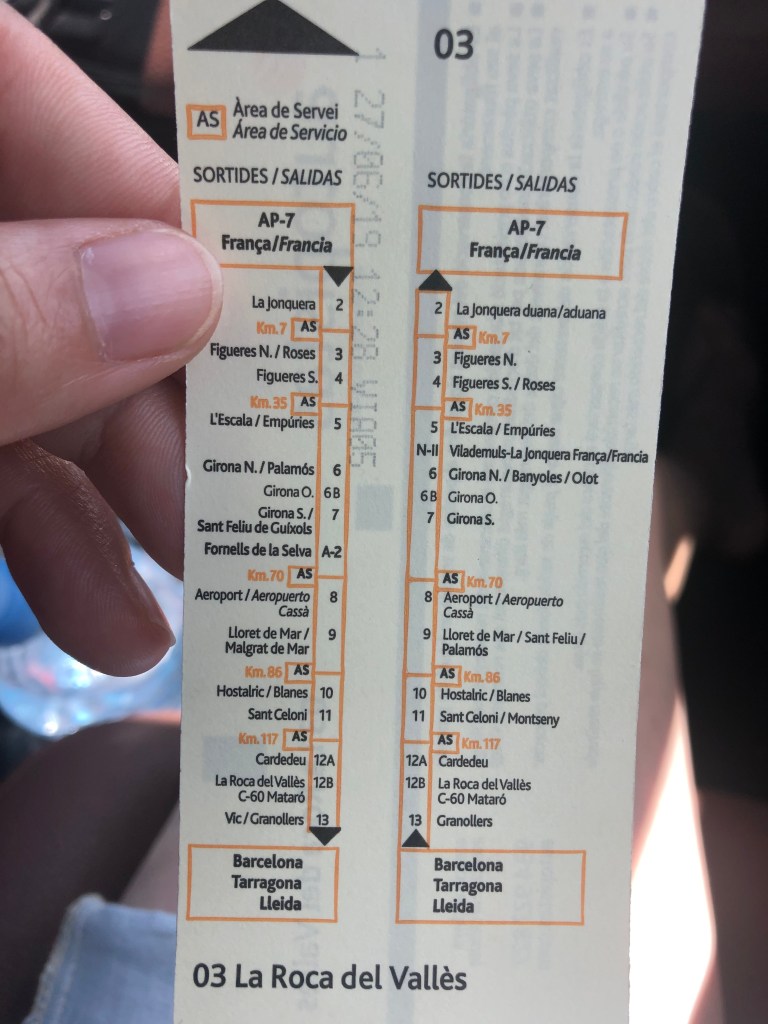 03
AS Àrea de Servei
Área de Servicio
1 27/06/19 12:28 VIA05
SORTIDES / SALIDAS
AP-7
França/Francia
La Jonquera 2
Km.7 AS
Figueres N. / Roses 3
Figueres S. 4
Km.35 AS
L'Escala / Empúries 5
Girona N. / Palamós 6
Girona O. 6B
Girona S. / 7
Sant Feliu de Guíxols
Fornells de la Selva A-2
Km.70 AS
Aeroport / Aeropuerto 8
Cassà
Lloret de Mar / 9
Malgrat de Mar
Km.86 AS
Hostalric / Blanes 10
Sant Celoni 11
Km.117 AS
Cardedeu 12A
La Roca del Vallès 12B
C-60 Mataró
Vic / Granollers 13
Barcelona
Tarragona
Lleida
SORTIDES / SALIDAS
AP-7
França/Francia
2 La Jonquera duana/aduana
AS Km.7
3 Figueres N.
4 Figueres S. / Roses
AS Km.35
5 L'Escala / Empúries
N-II Vilademuls-La Jonquera França/Francia
6 Girona N. / Banyoles / Olot
6B Girona O.
7 Girona S.
AS Km.70
8 Aeroport / Aeropuerto
Cassà
9 Lloret de Mar / Sant Feliu /
Palamós
AS Km.86
10 Hostalric / Blanes
11 Sant Celoni / Montseny
AS Km.117
12A Cardedeu
12B La Roca del Vallès
C-60 Mataró
13 Granollers
Barcelona
Tarragona
Lleida
03 La Roca del Vallès